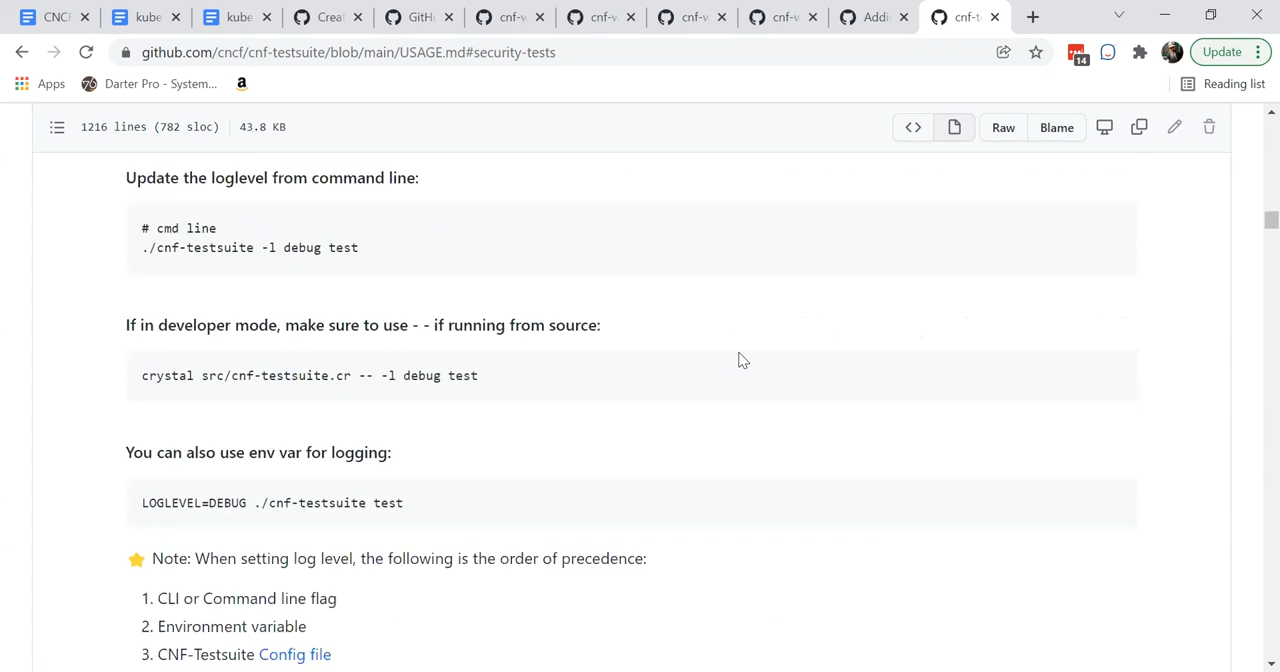 CNCF
kube
kube
Crea
GitHu
cnf-v
cnf-v
cnf-v
cnf-v
Addi
cnf-t
github.com/cncf/cnf-testsuite/blob/main/USAGE.md#security-tests
14
Update
Apps
Darter Pro - System...
Reading list
1216 lines (782 sloc)
43.8 KB
Raw
Blame
Update the loglevel from command line:
# cmd line
./cnf-testsuite -l debug test
If in developer mode, make sure to use - - if running from source:
crystal src/cnf-testsuite.cr -- -l debug test
You can also use env var for logging:
LOGLEVEL=DEBUG ./cnf-testsuite test
Note: When setting log level, the following is the order of precedence:
1. CLI or Command line flag
2. Environment variable
3. CNF-Testsuite Config file